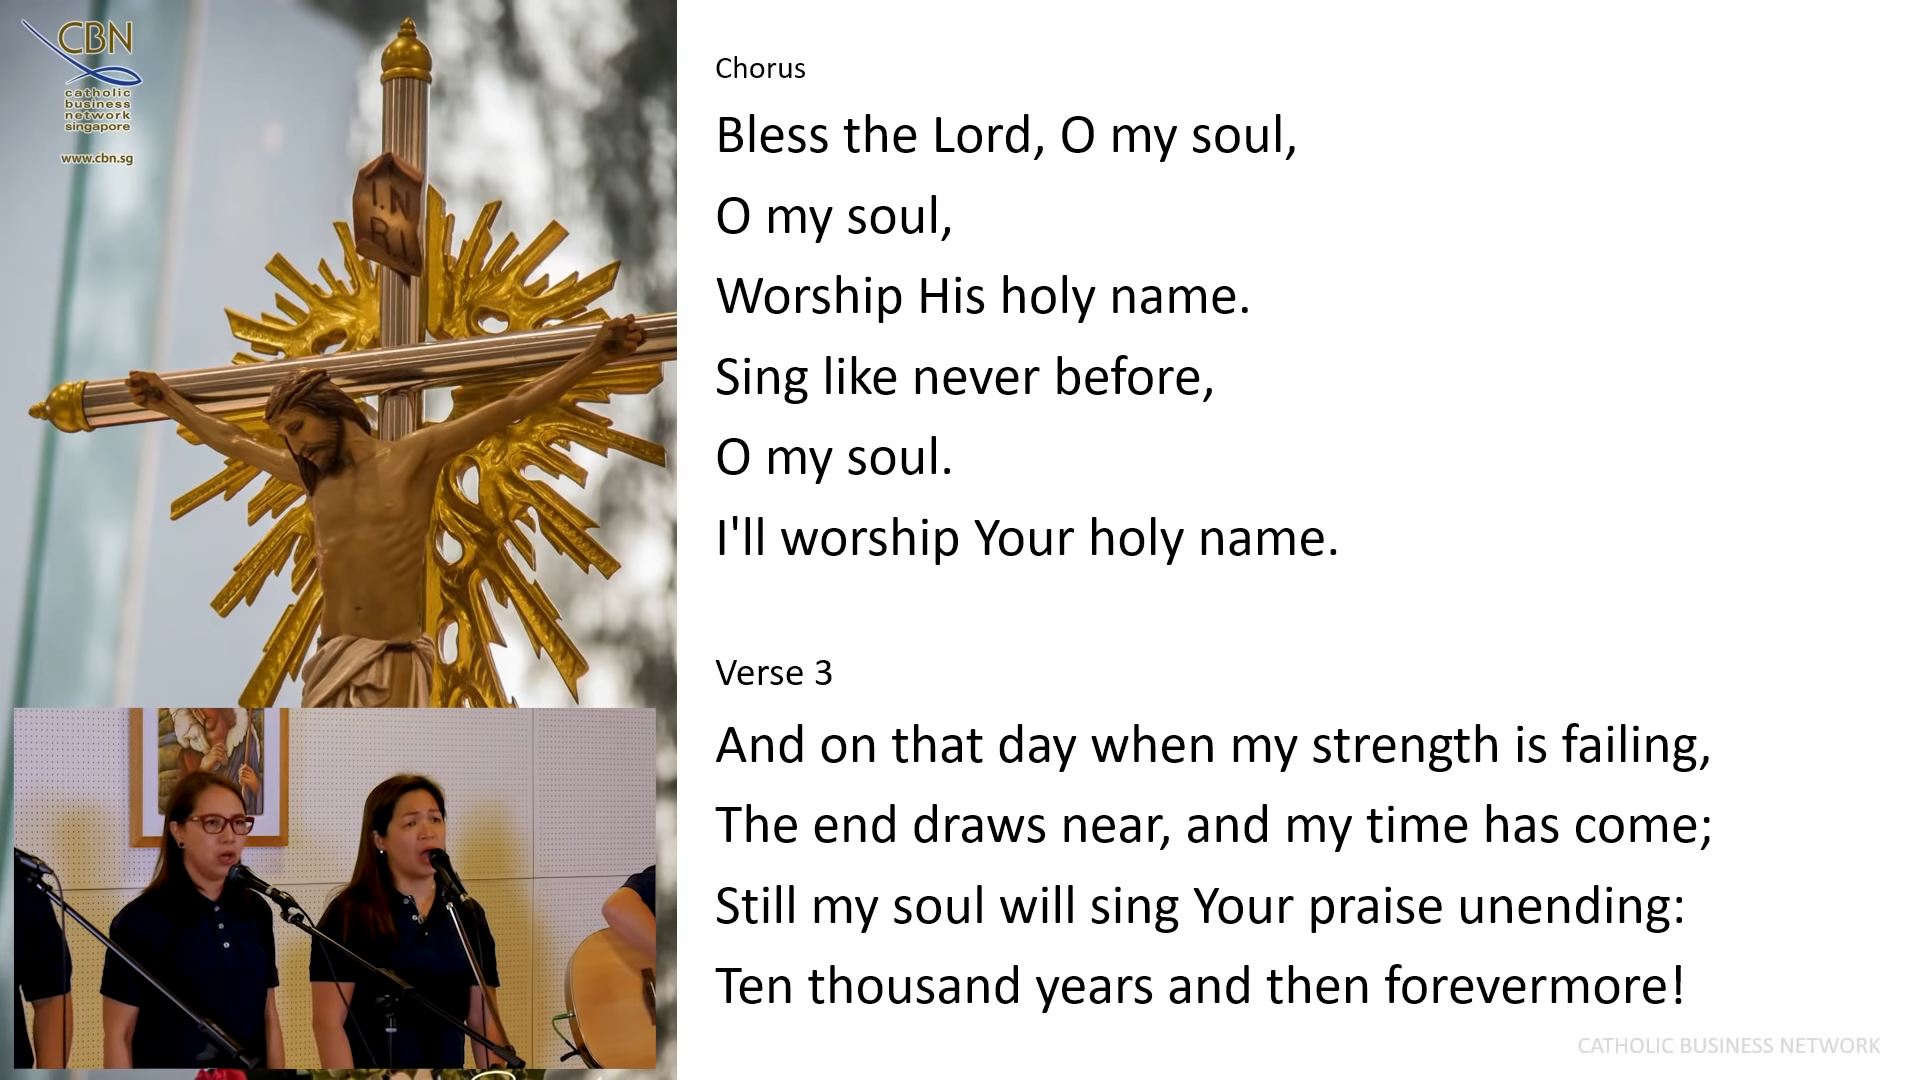 CBN
catholic
business
network
singapore
www.cbn.sg
I.N
R.I
Chorus
Bless the Lord, O my soul,
O my soul,
Worship His holy name.
Sing like never before,
O my soul.
I'll worship Your holy name.
Verse 3
And on that day when my strength is failing,
The end draws near, and my time has come;
Still my soul will sing Your praise unending:
Ten thousand years and then forevermore!
CATHOLIC BUSINESS NETWORK